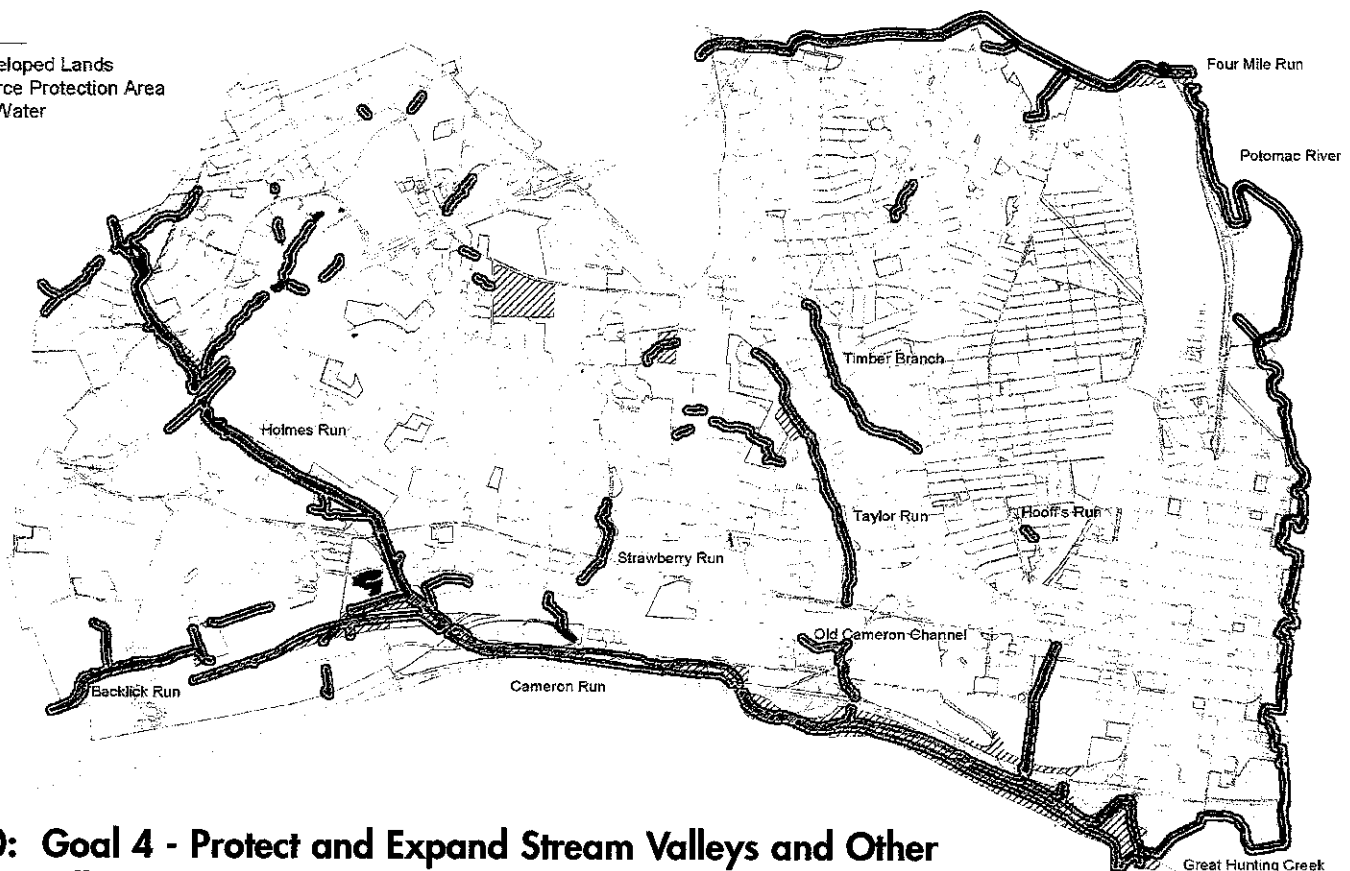 eloped Lands
rce Protection Area
Water
Four Mile Run
Potomac River
Timber Branch
Holmes Run
Taylor Run
Hooff's Run
Strawberry Run
Old Cameron Channel
Backlick Run
Cameron Run
: Goal 4 - Protect and Expand Stream Valleys and Other
Great Hunting Creek